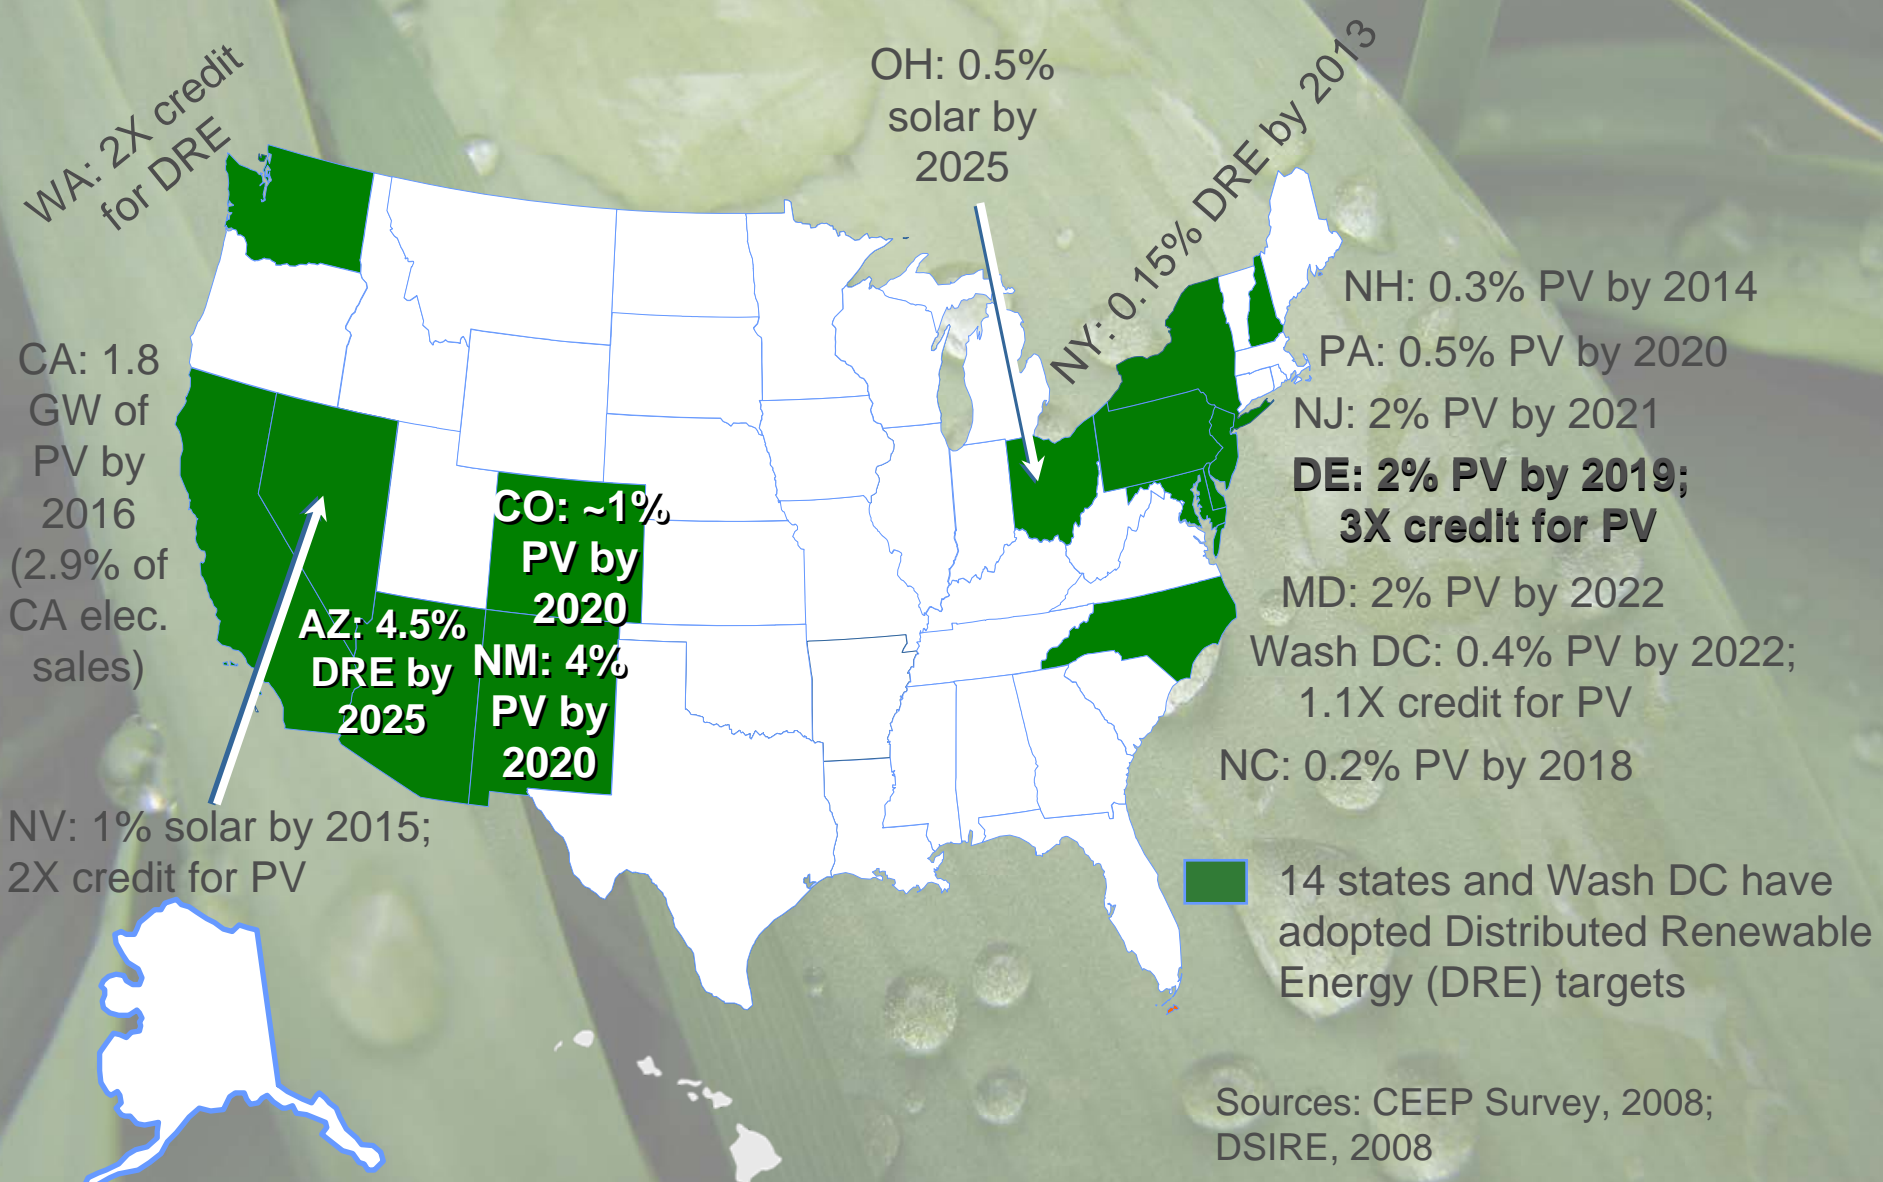 WA: 2X credit
for DRE
OH: 0.5%
solar by
2025
NY: 0.15% DRE by 2013
NH: 0.3% PV by 2014
PA: 0.5% PV by 2020
NJ: 2% PV by 2021
DE: 2% PV by 2019;
3X credit for PV
MD: 2% PV by 2022
Wash DC: 0.4% PV by 2022;
1.1X credit for PV
NC: 0.2% PV by 2018
CA: 1.8
GW of
PV by
2016
(2.9% of
CA elec.
sales)
CO: ~1%
PV by
2020
AZ: 4.5%
DRE by
2025
NM: 4%
PV by
2020
NV: 1% solar by 2015;
2X credit for PV
14 states and Wash DC have
adopted Distributed Renewable
Energy (DRE) targets
Sources: CEEP Survey, 2008;
DSIRE, 2008